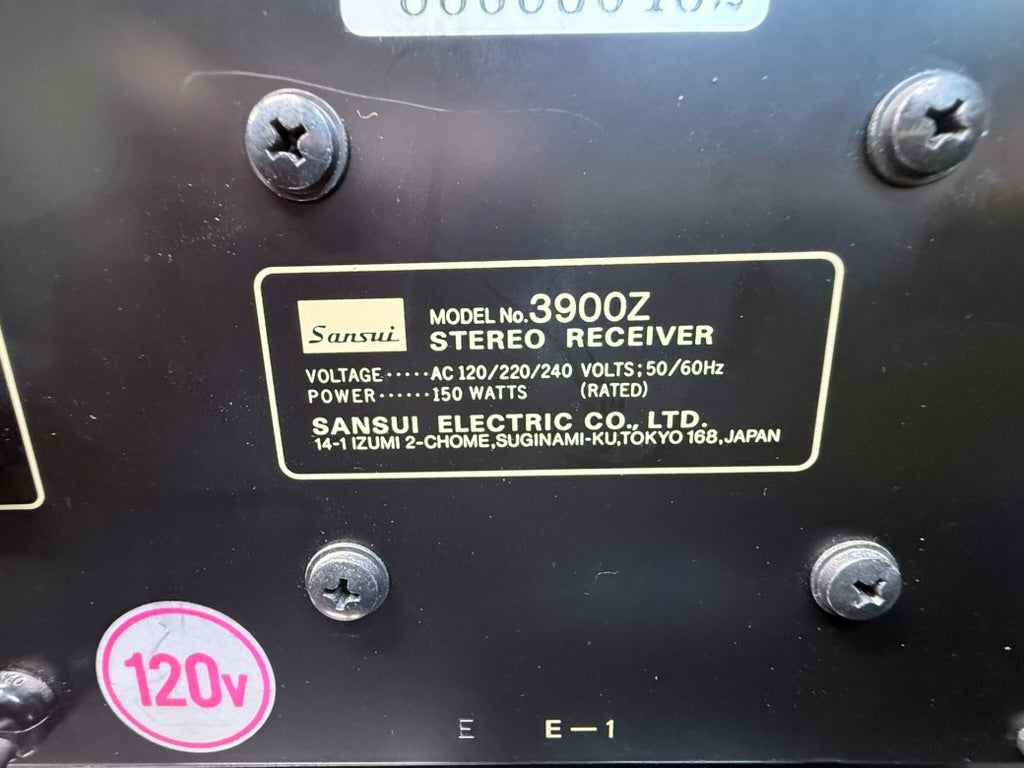 Sansui
MODEL No. 3900Z
STEREO RECEIVER
VOLTAGE ····· AC 120/220/240 VOLTS; 50/60Hz
POWER ······ 150 WATTS (RATED)
SANSUI ELECTRIC CO., LTD.
14-1 IZUMI 2-CHOME, SUGINAMI-KU, TOKYO 168, JAPAN
120v
E E-1